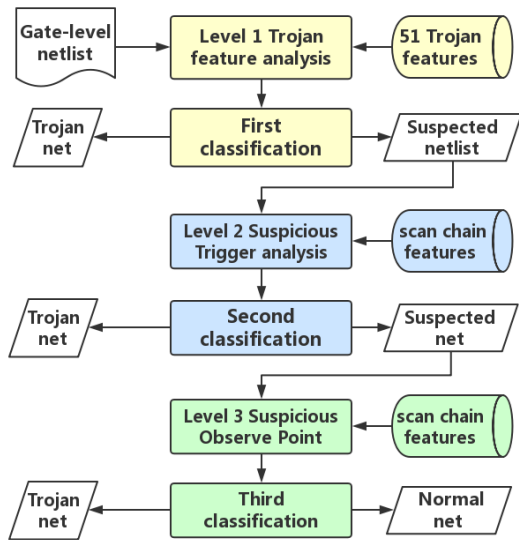 Gate-level
netlist
Level 1 Trojan
feature analysis
51 Trojan
features
Trojan
net
First
classification
Suspected
netlist
Level 2 Suspicious
Trigger analysis
scan chain
features
Trojan
net
Second
classification
Suspected
net
Level 3 Suspicious
Observe Point
scan chain
features
Trojan
net
Third
classification
Normal
net